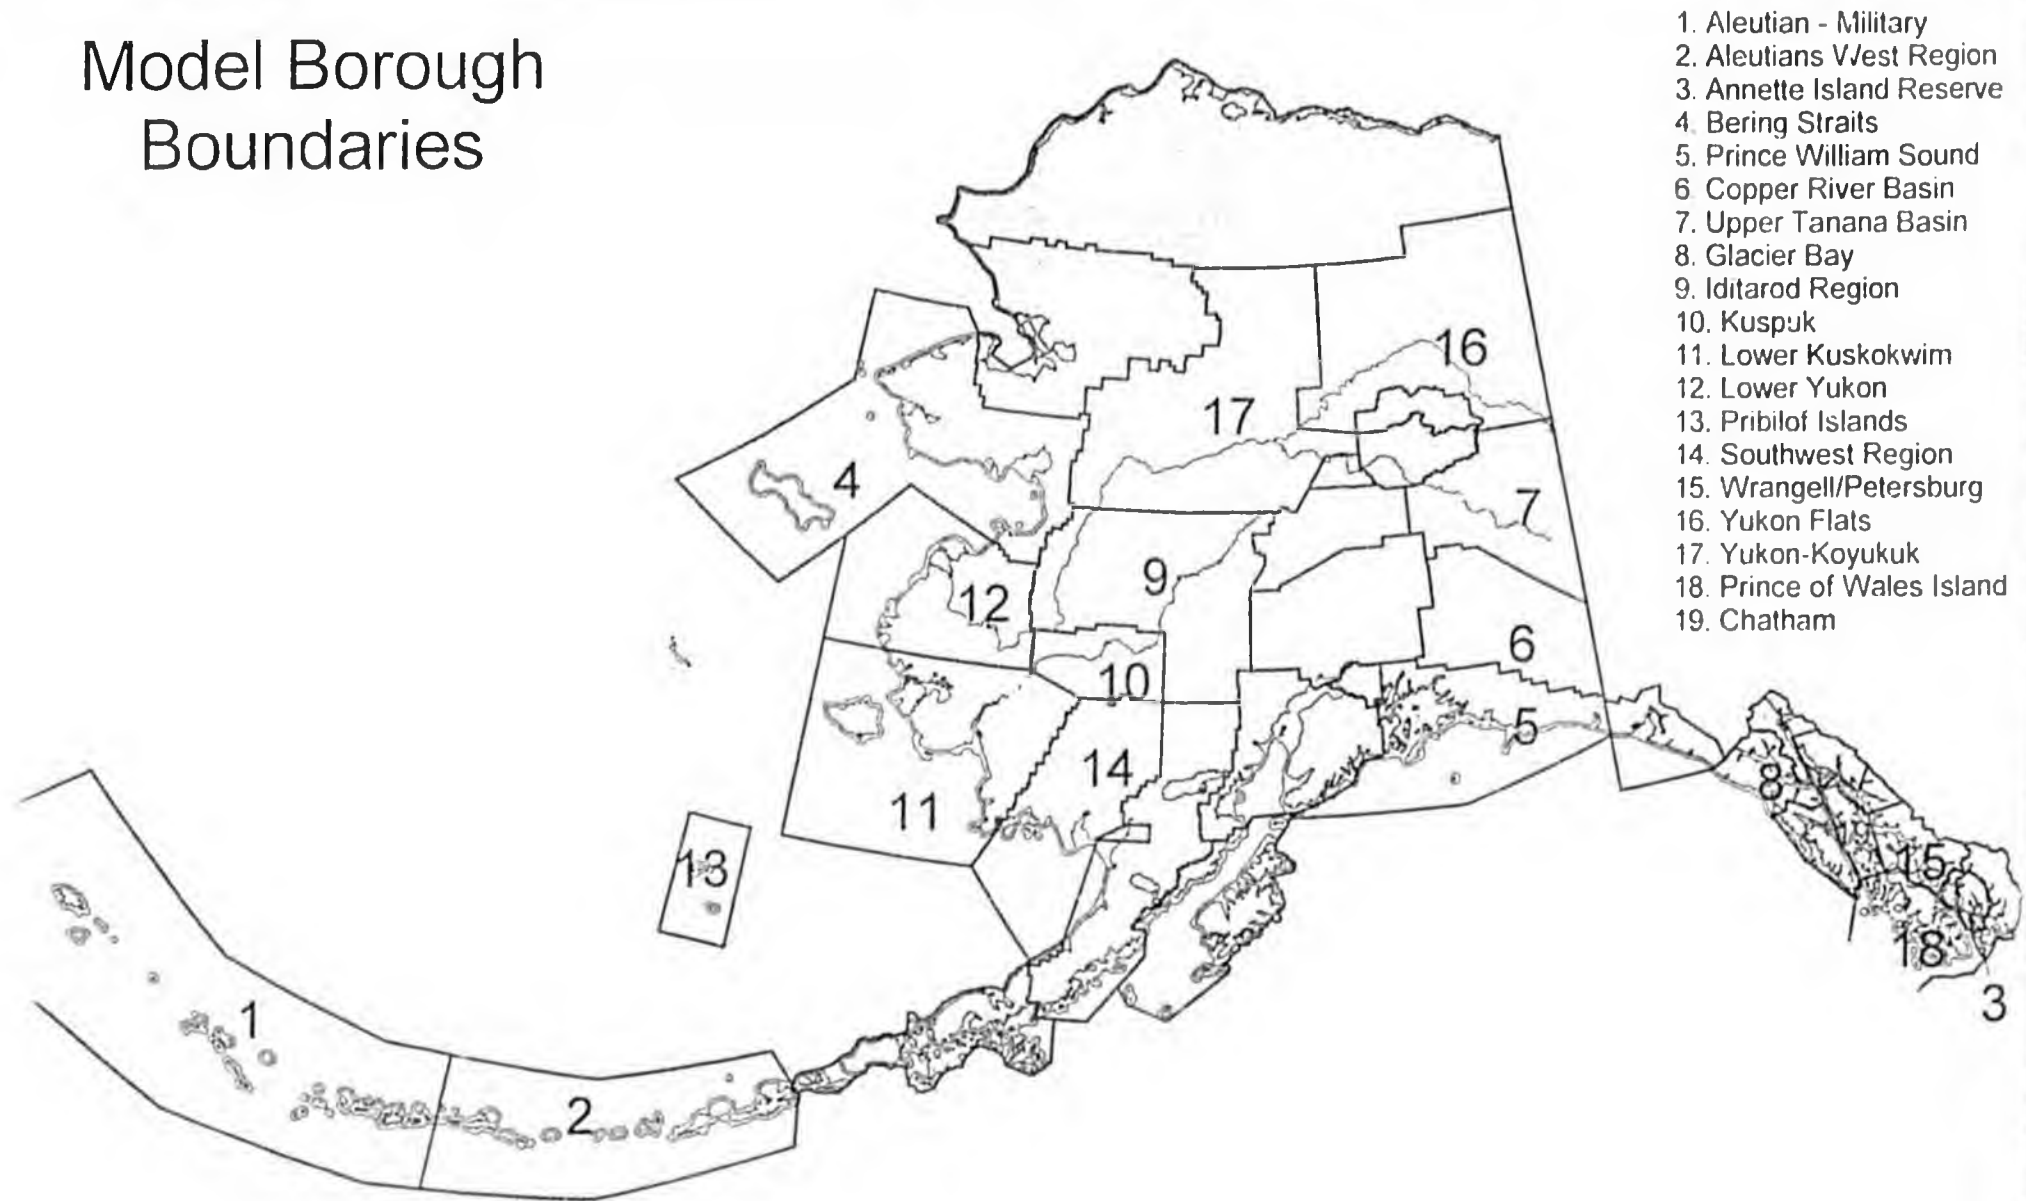 Model Borough
Boundaries
1. Aleutian - Military
2. Aleutians West Region
3. Annette Island Reserve
4. Bering Straits
5. Prince William Sound
6. Copper River Basin
7. Upper Tanana Basin
8. Glacier Bay
9. Iditarod Region
10. Kuspuk
11. Lower Kuskokwim
12. Lower Yukon
13. Pribilof Islands
14. Southwest Region
15. Wrangell/Petersburg
16. Yukon Flats
17. Yukon-Koyukuk
18. Prince of Wales Island
19. Chatham
16
17
4
7
9
12
6
10
5
14
8
11
13
15
18
3
1
2